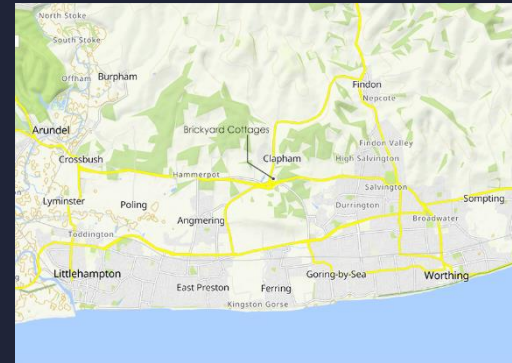 North Stoke
South Stoke
Offham
Burpham
Findon
Nepcote
Arundel
Brickyard Cottages
Findon Valley
Crossbush
Clapham
High Salvington
Hammerpot
Salvington
Lyminster
Poling
Durrington
Sompting
Angmering
Broadwater
Toddington
Littlehampton
Goring-by-Sea
Worthing
East Preston
Ferring
Kingston Gorse